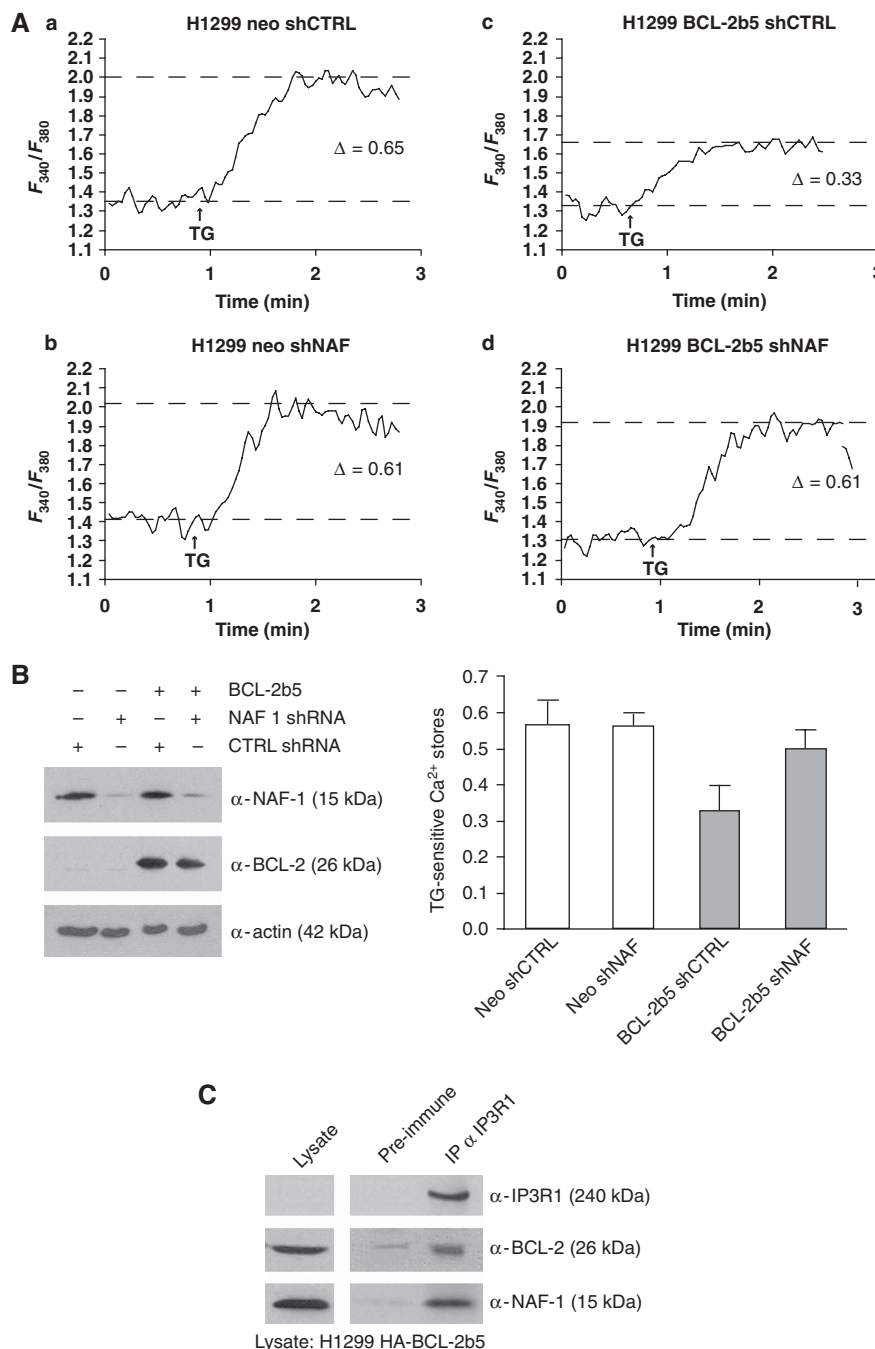 A
a
H1299 neo shCTRL
2.1
2.0
1.9
1.8
1.7
1.6
1.5
1.4
1.3
1.2
1.1
F340/F380
Δ = 0.65
TG
0 1 2 3
Time (min)
c
H1299 BCL-2b5 shCTRL
2.1
2.0
1.9
1.8
1.7
1.6
1.5
1.4
1.3
1.2
1.1
F340/F380
Δ = 0.33
TG
0 1 2 3
Time (min)
b
H1299 neo shNAF
2.2
2.1
2.0
1.9
1.8
1.7
1.6
1.5
1.4
1.3
1.2
1.1
F340/F380
Δ = 0.61
TG
0 1 2 3
Time (min)
d
H1299 BCL-2b5 shNAF
2.2
2.1
2.0
1.9
1.8
1.7
1.6
1.5
1.4
1.3
1.2
1.1
F340/F380
Δ = 0.61
TG
0 1 2 3
Time (min)
B
– – + + BCL-2b5
– + – + NAF 1 shRNA
+ – + – CTRL shRNA
α-NAF-1 (15 kDa)
α-BCL-2 (26 kDa)
α-actin (42 kDa)
TG-sensitive Ca2+ stores
0.7
0.6
0.5
0.4
0.3
0.2
0.1
0.0
Neo shCTRL
Neo shNAF
BCL-2b5 shCTRL
BCL-2b5 shNAF
C
Lysate
Pre-immune
IP α IP3R1
α-IP3R1 (240 kDa)
α-BCL-2 (26 kDa)
α-NAF-1 (15 kDa)
Lysate: H1299 HA-BCL-2b5